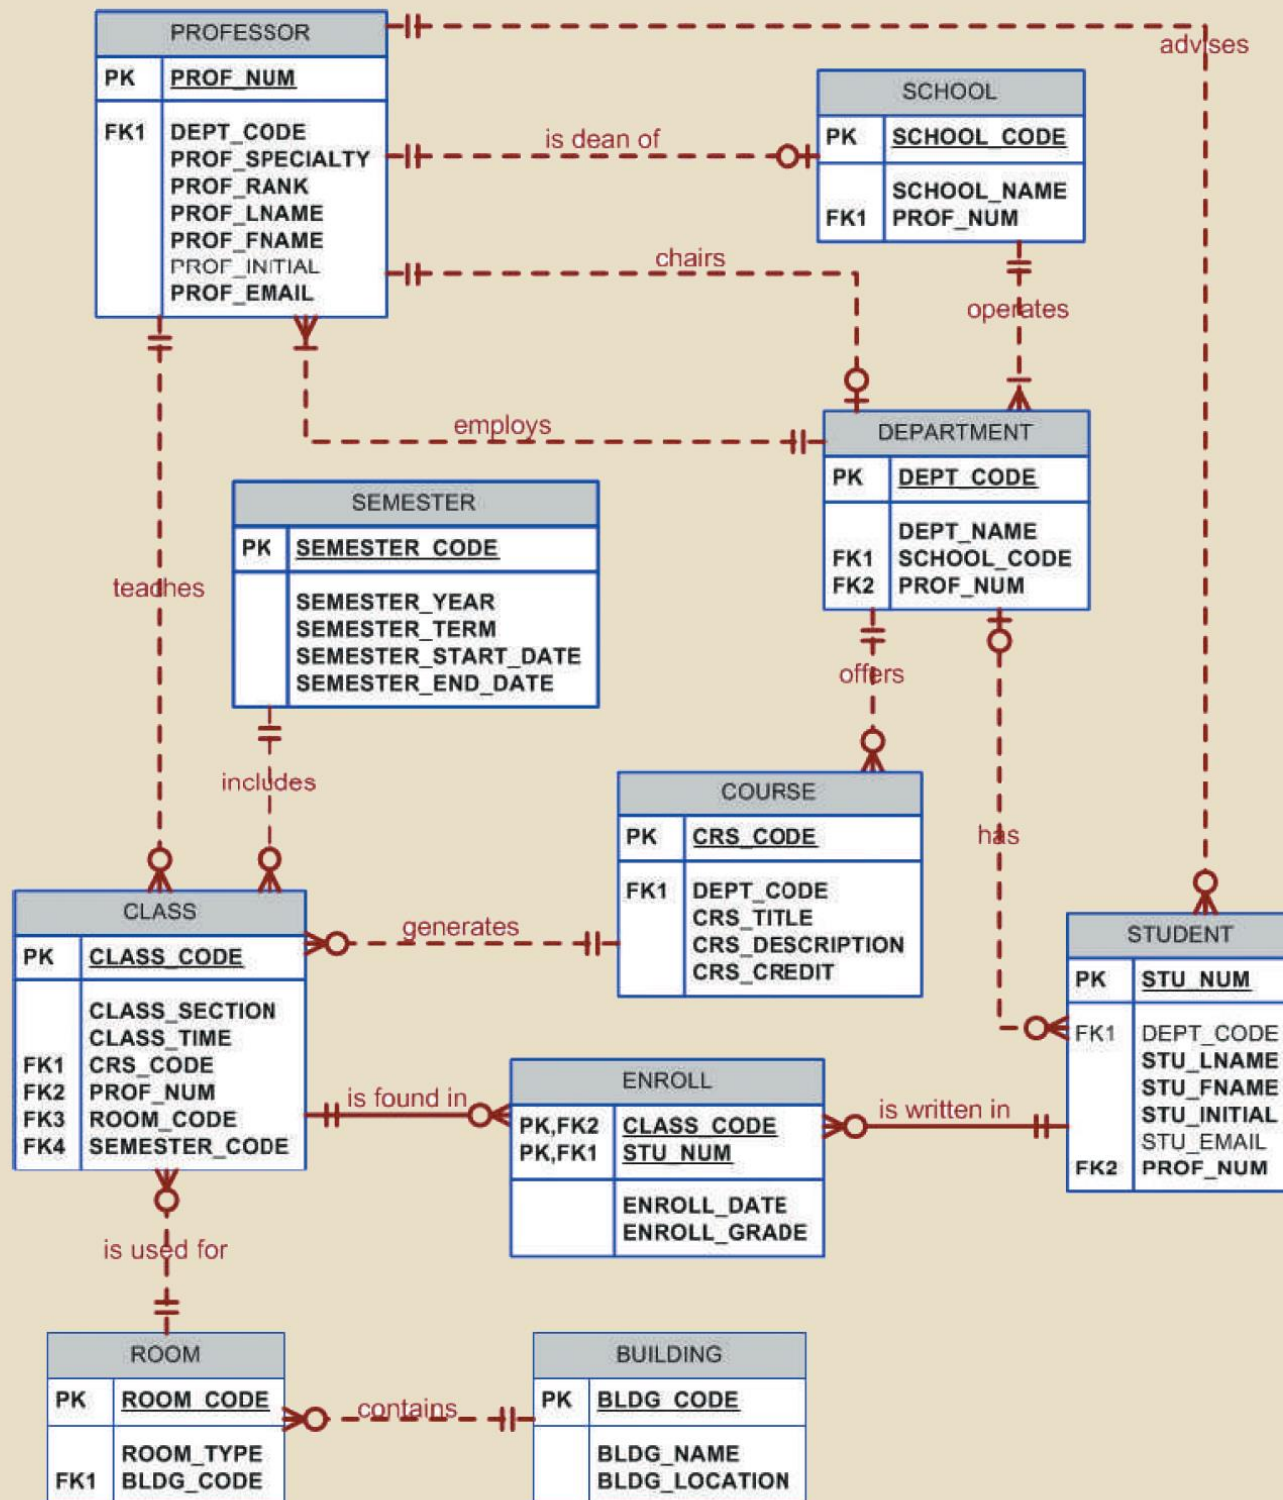 PROFESSOR
PK PROF_NUM
FK1 DEPT_CODE
PROF_SPECIALTY
PROF_RANK
PROF_LNAME
PROF_FNAME
PROF_INITIAL
PROF_EMAIL
advises
is dean of
chairs
SCHOOL
PK SCHOOL_CODE
SCHOOL_NAME
FK1 PROF_NUM
operates
employs
DEPARTMENT
PK DEPT_CODE
DEPT_NAME
FK1 SCHOOL_CODE
FK2 PROF_NUM
SEMESTER
PK SEMESTER_CODE
SEMESTER_YEAR
SEMESTER_TERM
SEMESTER_START_DATE
SEMESTER_END_DATE
teaches
offers
includes
has
COURSE
PK CRS_CODE
FK1 DEPT_CODE
CRS_TITLE
CRS_DESCRIPTION
CRS_CREDIT
generates
CLASS
PK CLASS_CODE
CLASS_SECTION
CLASS_TIME
FK1 CRS_CODE
FK2 PROF_NUM
FK3 ROOM_CODE
FK4 SEMESTER_CODE
STUDENT
PK STU_NUM
FK1 DEPT_CODE
STU_LNAME
STU_FNAME
STU_INITIAL
STU_EMAIL
FK2 PROF_NUM
is found in
ENROLL
PK,FK2 CLASS_CODE
PK,FK1 STU_NUM
ENROLL_DATE
ENROLL_GRADE
is written in
is used for
ROOM
PK ROOM_CODE
ROOM_TYPE
FK1 BLDG_CODE
contains
BUILDING
PK BLDG_CODE
BLDG_NAME
BLDG_LOCATION